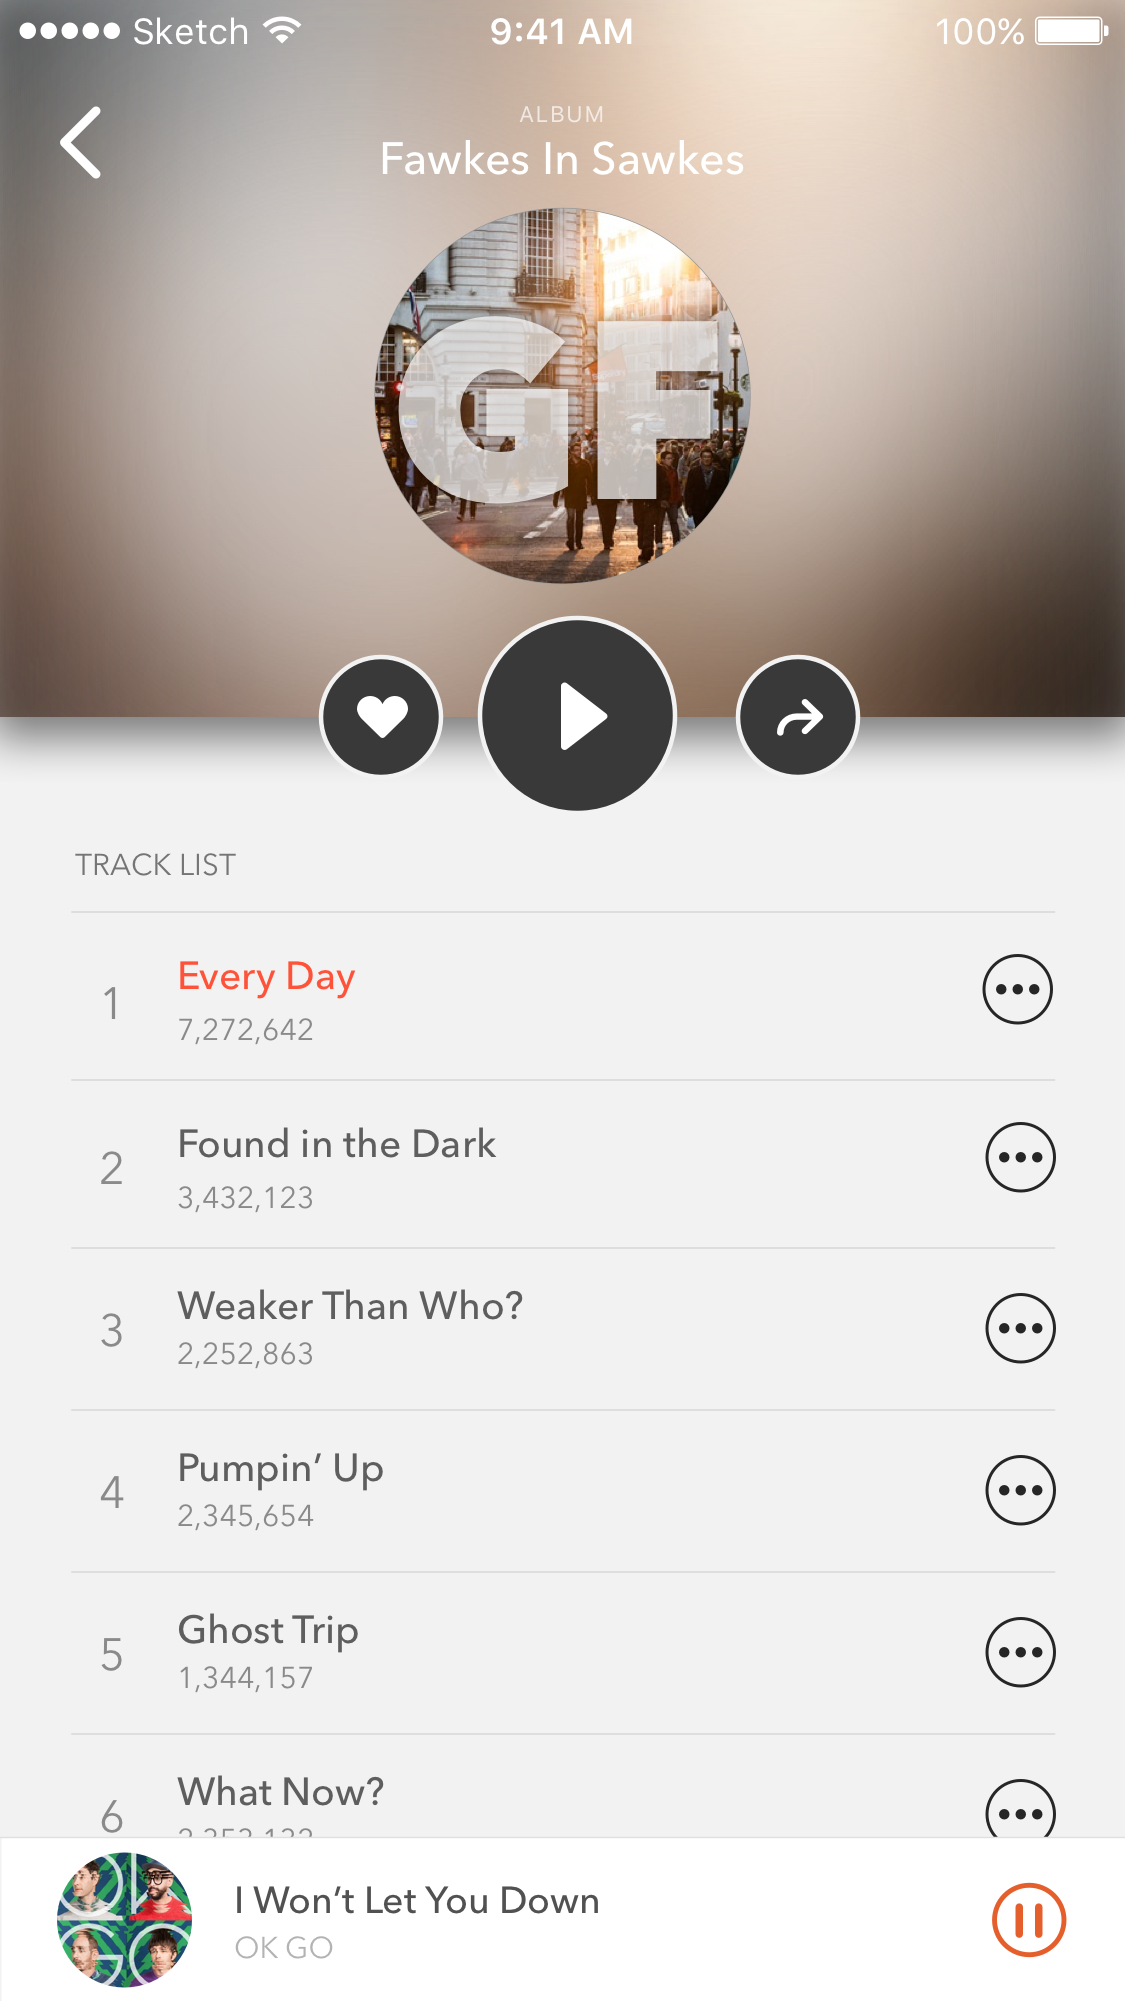 Sketch 9:41 AM 100%
ALBUM
Fawkes In Sawkes
GF
TRACK LIST
1 Every Day
7,272,642
2 Found in the Dark
3,432,123
3 Weaker Than Who?
2,252,863
4 Pumpin’ Up
2,345,654
5 Ghost Trip
1,344,157
6 What Now?
OK
GO
I Won’t Let You Down
OK GO